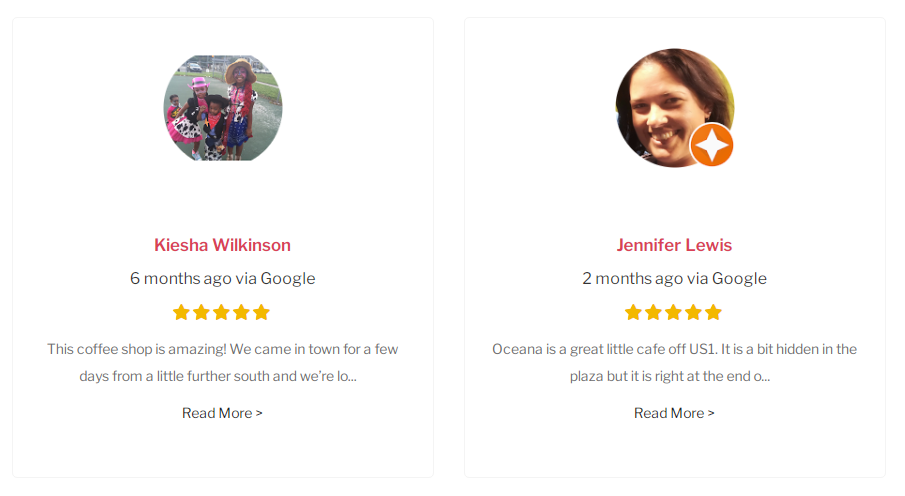 Kiesha Wilkinson
6 months ago via Google
This coffee shop is amazing! We came in town for a few
days from a little further south and we're lo...
Read More >
Jennifer Lewis
2 months ago via Google
Oceana is a great little cafe off US1. It is a bit hidden in the
plaza but it is right at the end o...
Read More >